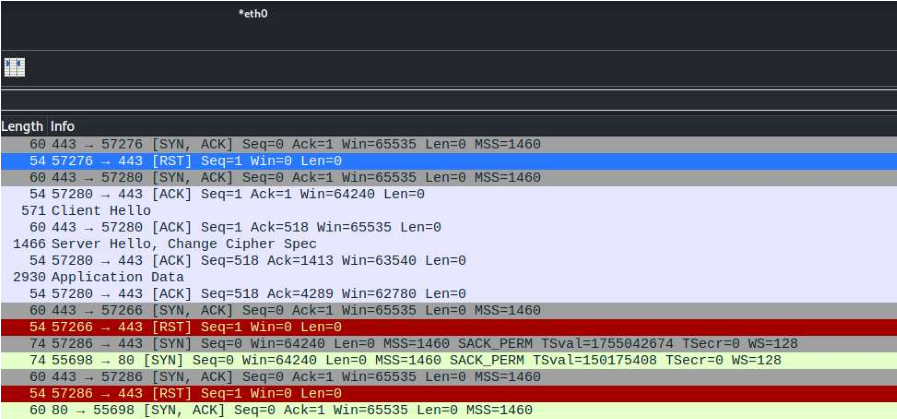 *eth0
Length Info
60 443 → 57276 [SYN, ACK] Seq=0 Ack=1 Win=65535 Len=0 MSS=1460
54 57276 → 443 [RST] Seq=1 Win=0 Len=0
60 443 → 57280 [SYN, ACK] Seq=0 Ack=1 Win=65535 Len=0 MSS=1460
54 57280 → 443 [ACK] Seq=1 Ack=1 Win=64240 Len=0
571 Client Hello
60 443 → 57280 [ACK] Seq=1 Ack=518 Win=65535 Len=0
1466 Server Hello, Change Cipher Spec
54 57280 → 443 [ACK] Seq=518 Ack=1413 Win=63540 Len=0
2930 Application Data
54 57280 → 443 [ACK] Seq=518 Ack=4289 Win=62780 Len=0
60 443 → 57266 [SYN, ACK] Seq=0 Ack=1 Win=65535 Len=0 MSS=1460
54 57266 → 443 [RST] Seq=1 Win=0 Len=0
74 57286 → 443 [SYN] Seq=0 Win=64240 Len=0 MSS=1460 SACK_PERM TSval=1755042674 TSecr=0 WS=128
74 55698 → 80 [SYN] Seq=0 Win=64240 Len=0 MSS=1460 SACK_PERM TSval=150175408 TSecr=0 WS=128
60 443 → 57286 [SYN, ACK] Seq=0 Ack=1 Win=65535 Len=0 MSS=1460
54 57286 → 443 [RST] Seq=1 Win=0 Len=0
60 80 → 55698 [SYN, ACK] Seq=0 Ack=1 Win=65535 Len=0 MSS=1460